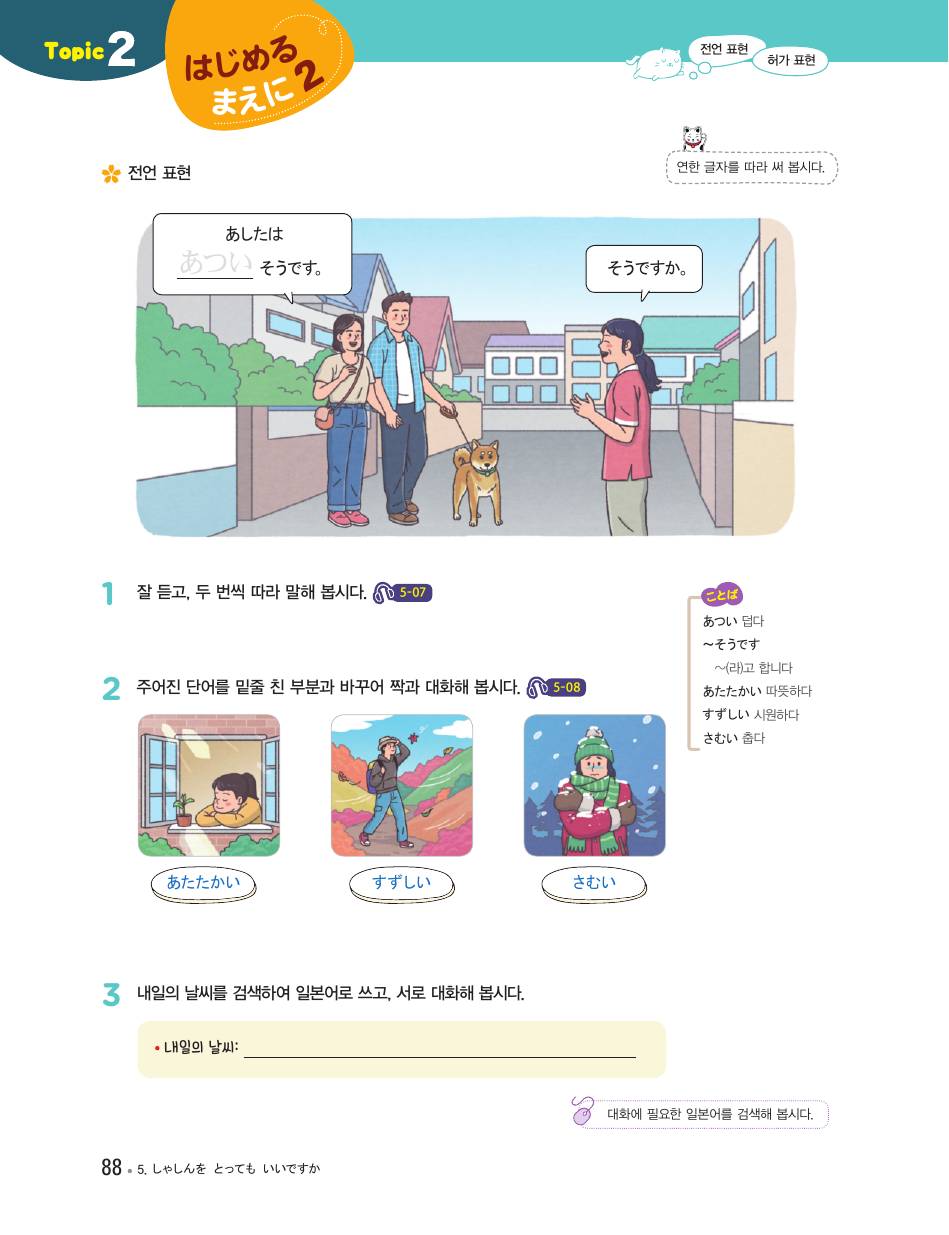 Topic 2
はじめる
まえに 2
전언 표현
허가 표현
전언 표현
연한 글자를 따라 써 봅시다.
あしたは
あつい そうです。
そうですか。
1 잘 듣고, 두 번씩 따라 말해 봅시다. 5-07
ことば
あつい 덥다
～そうです
～(라)고 합니다
あたたかい 따뜻하다
すずしい 시원하다
さむい 춥다
2 주어진 단어를 밑줄 친 부분과 바꾸어 짝과 대화해 봅시다. 5-08
あたたかい
すずしい
さむい
3 내일의 날씨를 검색하여 일본어로 쓰고, 서로 대화해 봅시다.
• 내일의 날씨:
대화에 필요한 일본어를 검색해 봅시다.
88 • 5. しゃしんを とっても いいですか